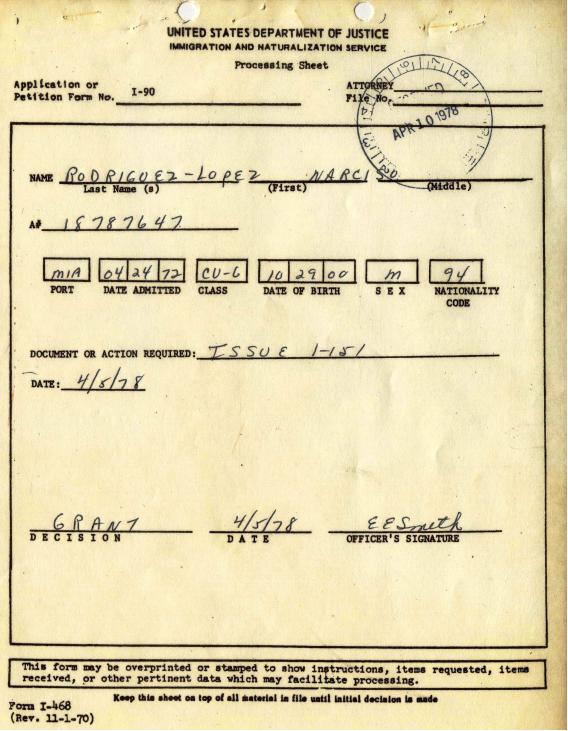 UNITED STATES DEPARTMENT OF JUSTICE
IMMIGRATION AND NATURALIZATION SERVICE
Processing Sheet
Application or
Petition Form No. I-90
ATTORNEY
File No.
APR 10 1978
NAME RODRIGUEZ-LOPEZ NARCISO
Last Name (s) (First) (Middle)
A# 18787647
MIA 04 24 72 CU-6 10 29 00 M 94
PORT DATE ADMITTED CLASS DATE OF BIRTH SEX NATIONALITY
CODE
DOCUMENT OR ACTION REQUIRED: ISSUE I-151
DATE: 4/5/78
GRANT 4/5/78 EESmith
DECISION DATE OFFICER'S SIGNATURE
This form may be overprinted or stamped to show instructions, items requested, items
received, or other pertinent data which may facilitate processing.
Keep this sheet on top of all material in file until initial decision is made
Form I-468
(Rev. 11-1-70)